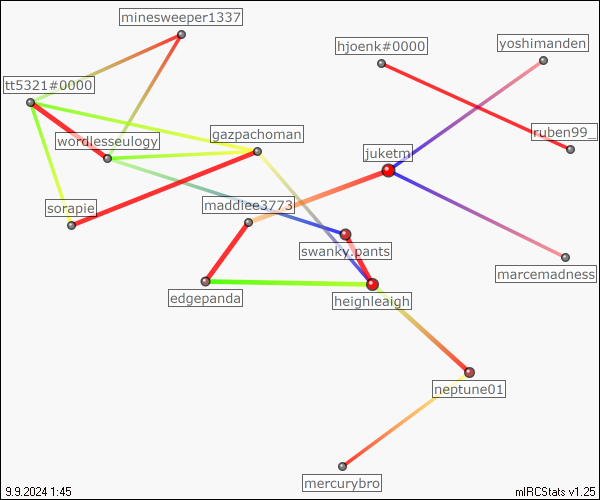 minesweeper1337
hjoenk#0000
yoshimanden
tt5321#0000
wordlesseulogy
gazpachoman
ruben99_
juketm
sorapie
maddlee3773
swanky.pants
marcemadness
edgepanda
heighleaigh
neptune01
mercurybro
9.9.2024 1:45
mIRCStats v1.25